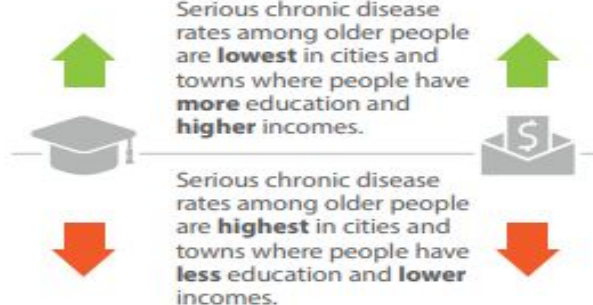 Serious chronic disease
rates among older people
are lowest in cities and
towns where people have
more education and
higher incomes.
$
Serious chronic disease
rates among older people
are highest in cities and
towns where people have
less education and lower
incomes.